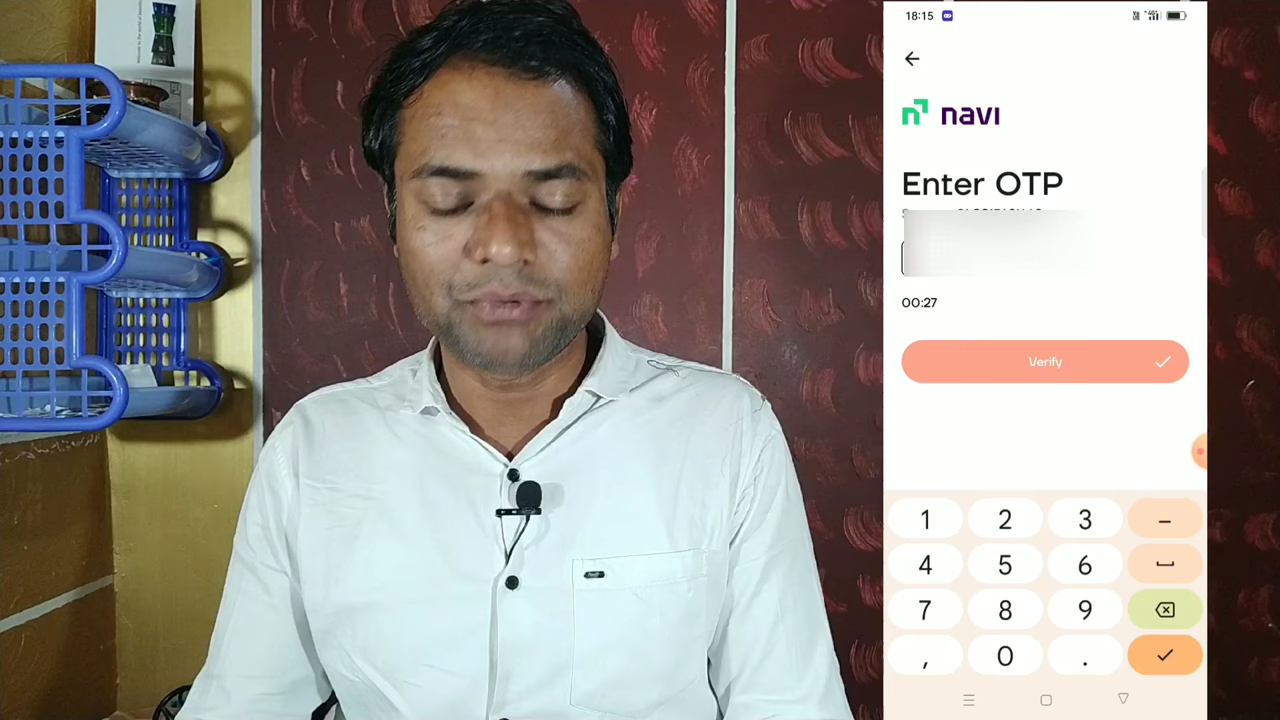 18:15
navi
Enter OTP
00:27
Verify
1 2 3 –
4 5 6
7 8 9
, 0 .